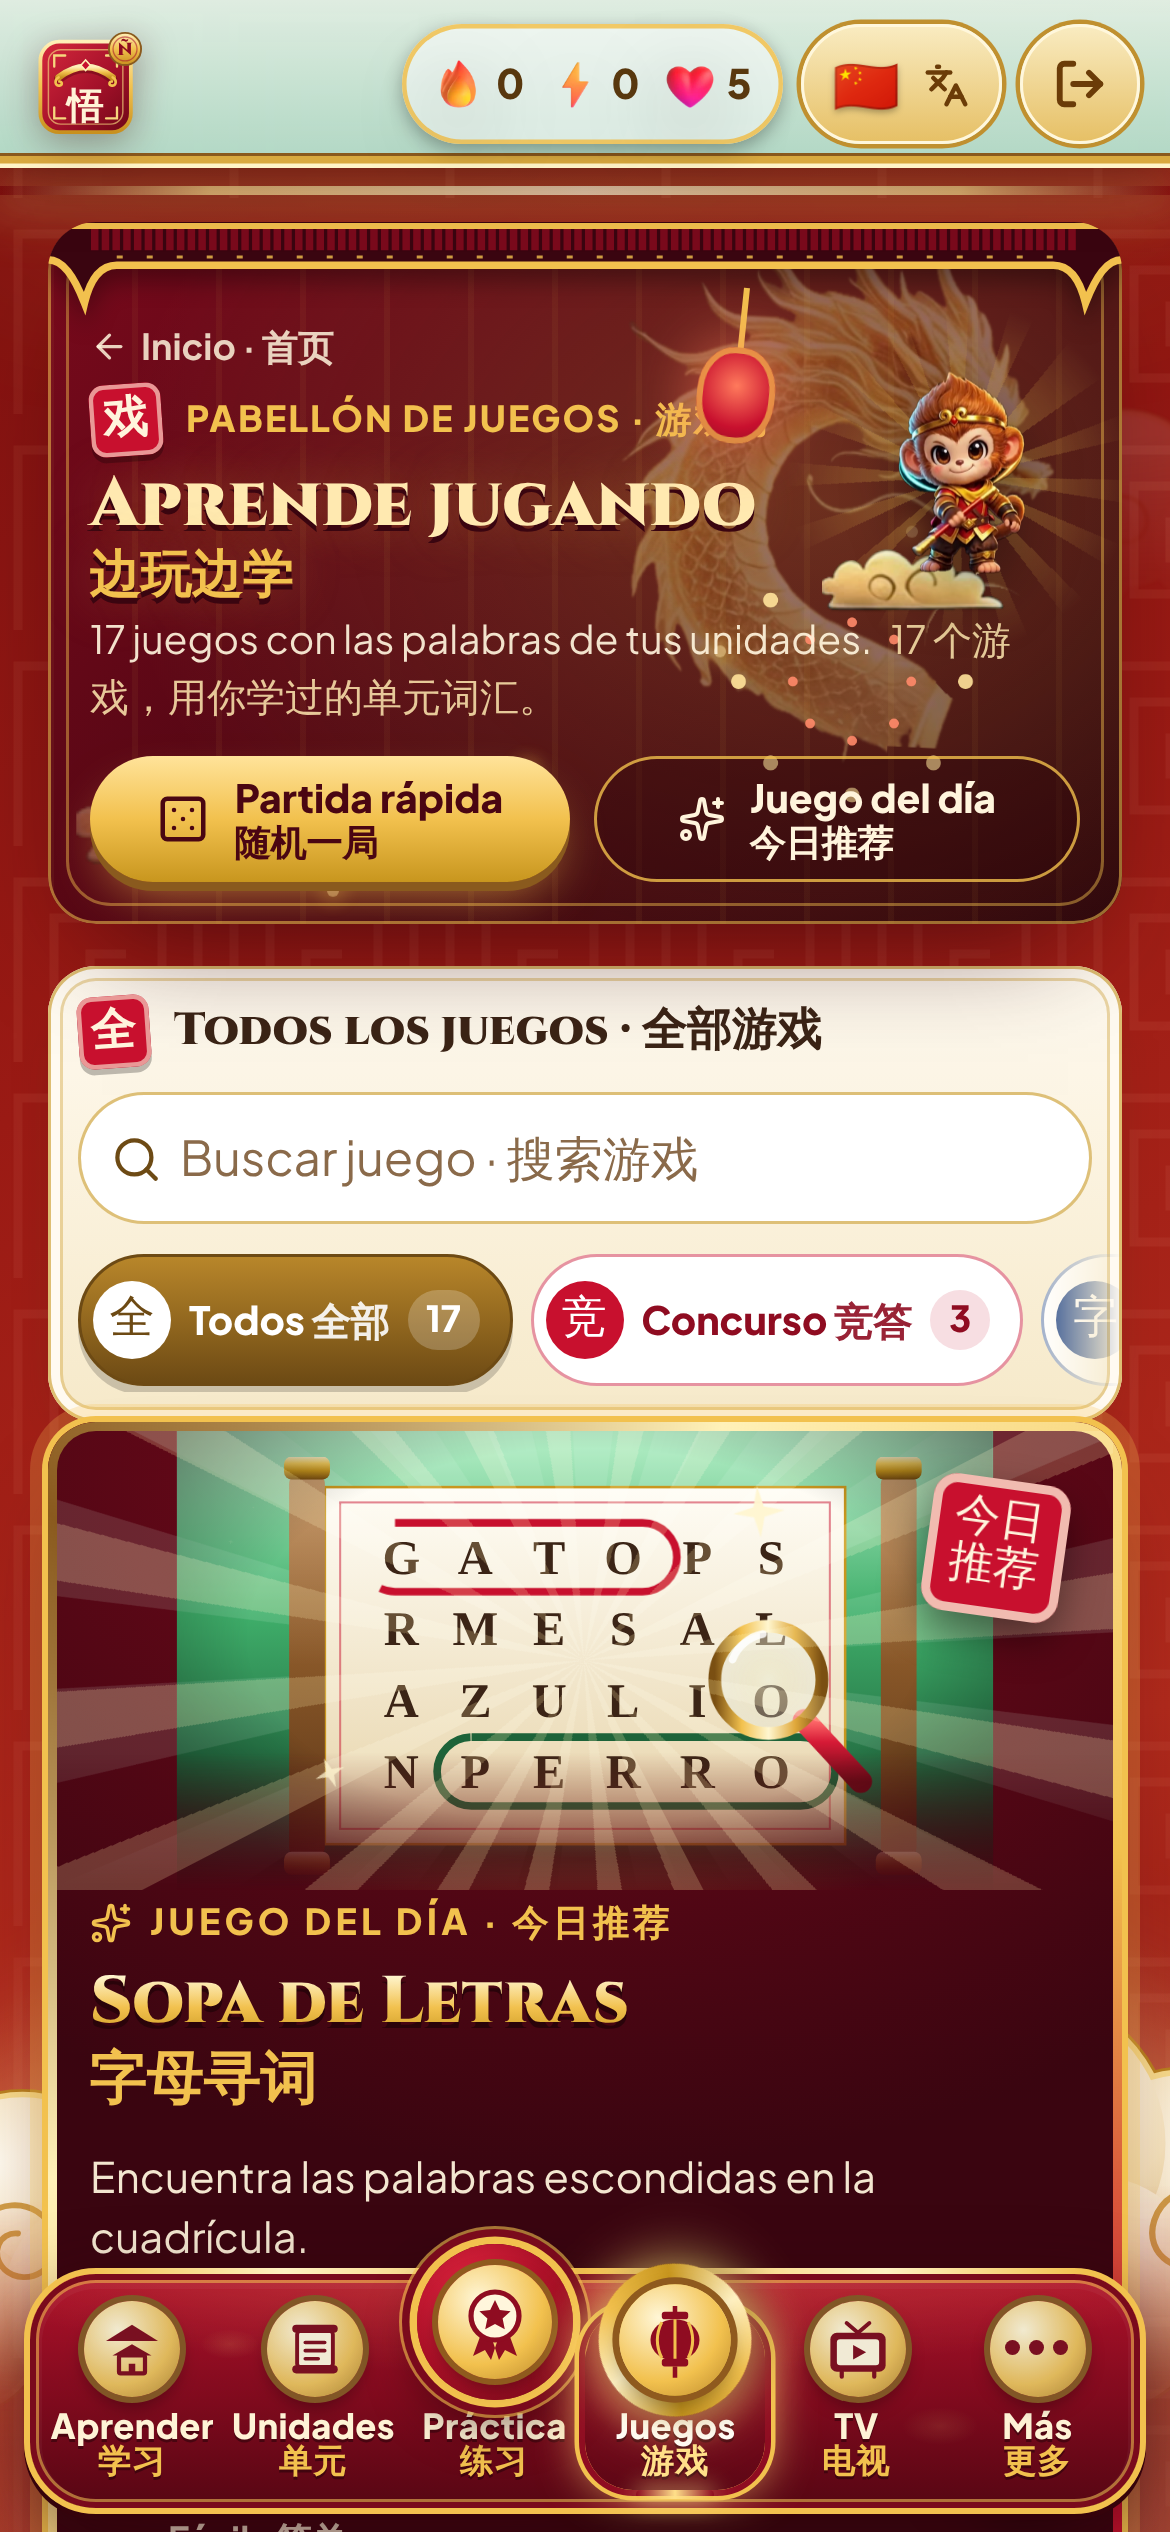 悟
Ñ
0 0 5
Inicio · 首页
戏 PABELLÓN DE JUEGOS · 游
APRENDE JUGANDO
边玩边学
17 juegos con las palabras de tus unidades. 17 个游
戏，用你学过的单元词汇。
Partida rápida
随机一局
Juego del día
今日推荐
全 TODOS LOS JUEGOS · 全部游戏
Buscar juego · 搜索游戏
全 Todos 全部 17
竞 Concurso 竞答 3
字
今日
推荐
G A T O P S
R M E S A L
A Z U L I O
N P E R R O
JUEGO DEL DÍA · 今日推荐
SOPA DE LETRAS
字母寻词
Encuentra las palabras escondidas en la
cuadrícula.
Aprender
学习
Unidades
单元
Práctica
练习
Juegos
游戏
TV
电视
Más
更多